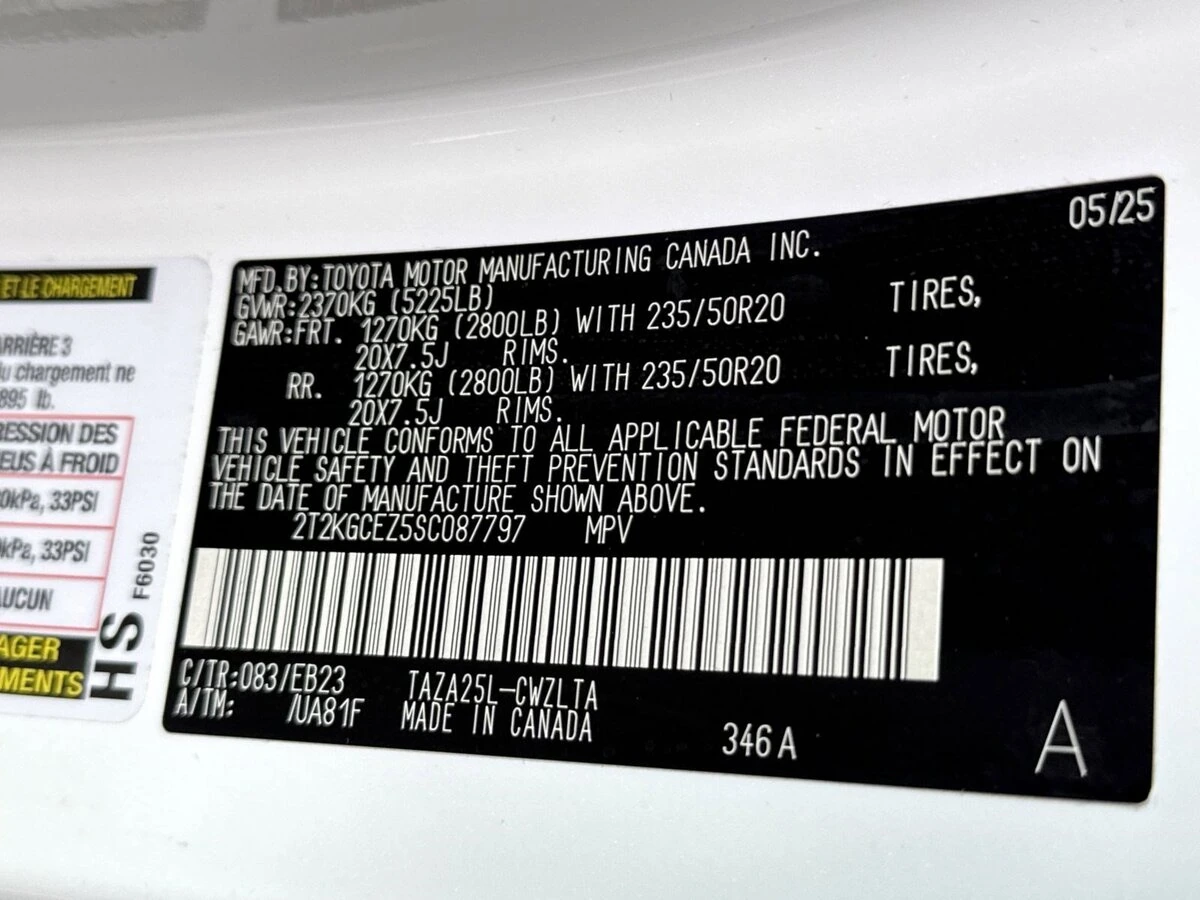 ET LE CHARGEMENT
ARRIÈRE 3
du chargement ne
895 lb.
RESSION DES
EUS À FROID
0kPa, 33PSI
0kPa, 33PSI
AUCUN
AGER
MENTS
HS
F6030
05/25
MFD.BY:TOYOTA MOTOR MANUFACTURING CANADA INC.
GVWR:2370KG (5225LB)
GAWR:FRT. 1270KG (2800LB) WITH 235/50R20 TIRES,
20X7.5J RIMS.
RR. 1270KG (2800LB) WITH 235/50R20 TIRES,
20X7.5J RIMS.
THIS VEHICLE CONFORMS TO ALL APPLICABLE FEDERAL MOTOR
VEHICLE SAFETY AND THEFT PREVENTION STANDARDS IN EFFECT ON
THE DATE OF MANUFACTURE SHOWN ABOVE.
2T2KGCEZ5SC087797 MPV
C/TR:083/EB23 TAZA25L-CWZLTA
A/TM: /UA81F MADE IN CANADA
346A
A